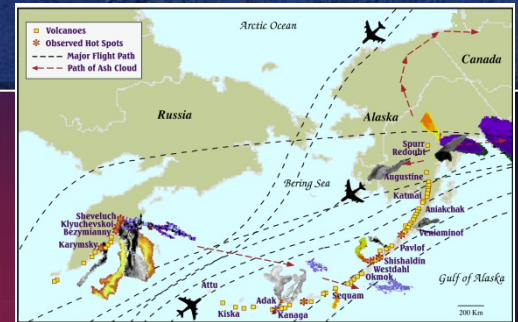 Volcanoes
Observed Hot Spots
Major Flight Path
Path of Ash Cloud
Arctic Ocean
Canada
Russia
Alaska
Spurr
Redoubt
Augustine
Katmai
Bering Sea
Aniakchak
Veniaminof
Sheveluch
Klyuchevskoi
Bezymianny
Karymsky
Pavlof
Shishaldin
Westdahl
Okmok
Gulf of Alaska
Attu
Seguam
Adak
Kiska
Kanaga
200 Km